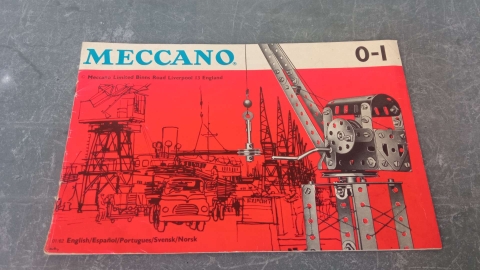 MECCANO.
0-1
Meccano Limited Binns Road Liverpool 13 England
English/Español/Portugues/Svensk/Norsk